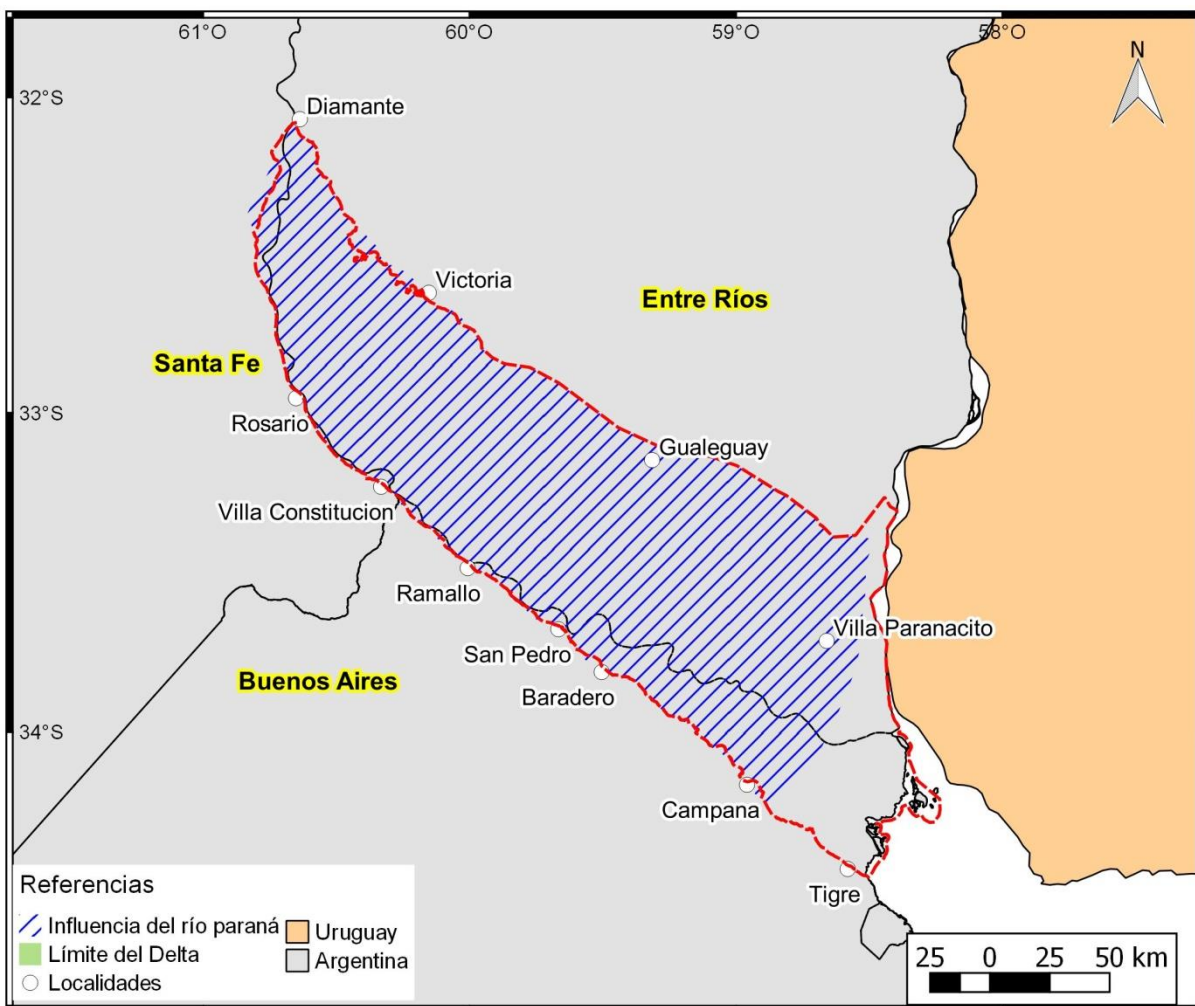 61°O 60°O 59°O 58°O
N
32°S
Diamante
Victoria
Entre Ríos
Santa Fe
33°S
Rosario
Gualeguay
Villa Constitucion
Ramallo
Villa Paranacito
San Pedro
Buenos Aires
Baradero
34°S
Campana
Tigre
Referencias
Influencia del río paraná
Límite del Delta
Localidades
Uruguay
Argentina
25 0 25 50 km